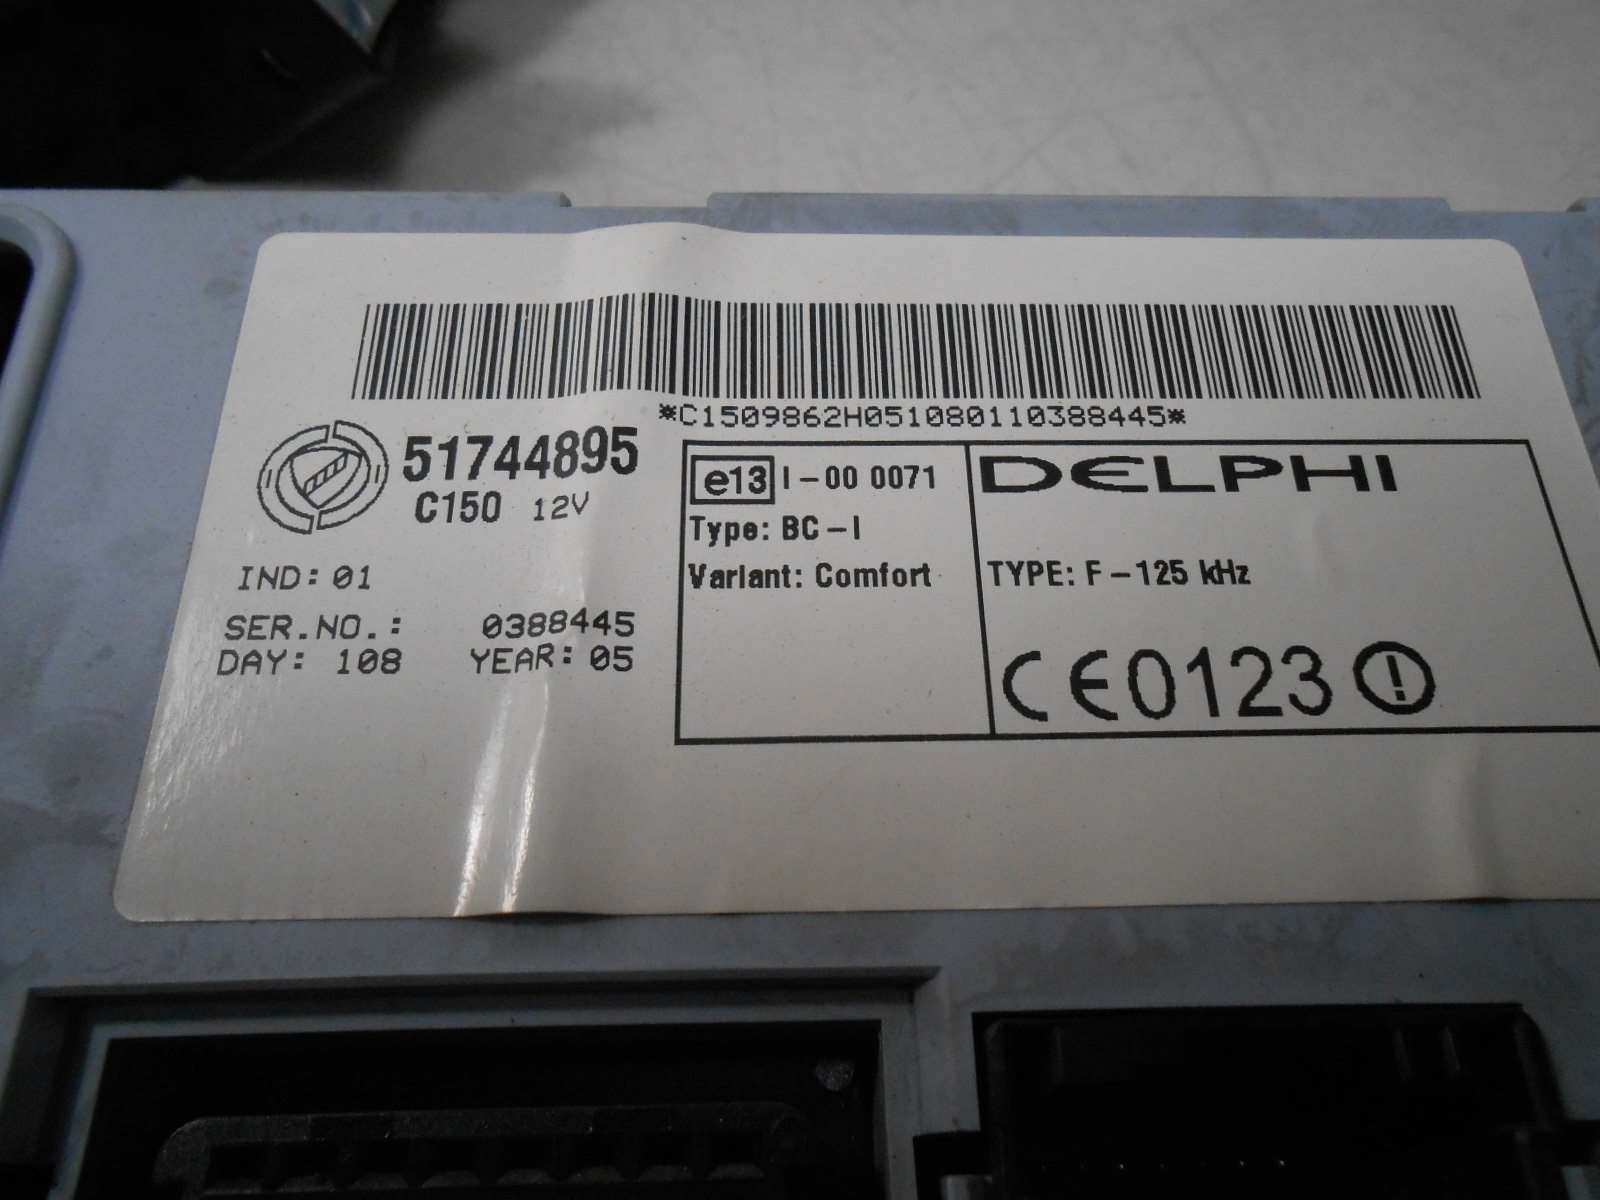 *C1509862H051080110388445*
51744895
C150 12V
IND: 01
SER.NO.: 0388445
DAY: 108 YEAR: 05
e13 I-00 0071
Type: BC-I
Variant: Comfort
DELPHI
TYPE: F-125 kHz
CE0123